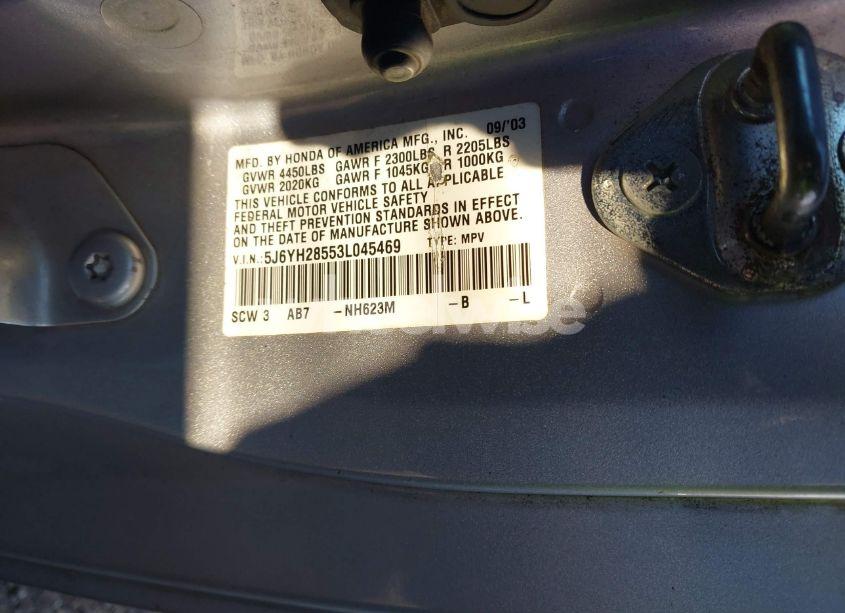 MFD. BY HONDA OF AMERICA MFG., INC. 09/'03
GVWR 4450LBS GAWR F 2300LBS R 2205LBS
GVWR 2020KG GAWR F 1045KG R 1000KG
THIS VEHICLE CONFORMS TO ALL APPLICABLE
FEDERAL MOTOR VEHICLE SAFETY
AND THEFT PREVENTION STANDARDS IN EFFECT
ON THE DATE OF MANUFACTURE SHOWN ABOVE.
V.I.N.:5J6YH28553L045469 TYPE: MPV
SCW 3 AB7 -NH623M -B -L